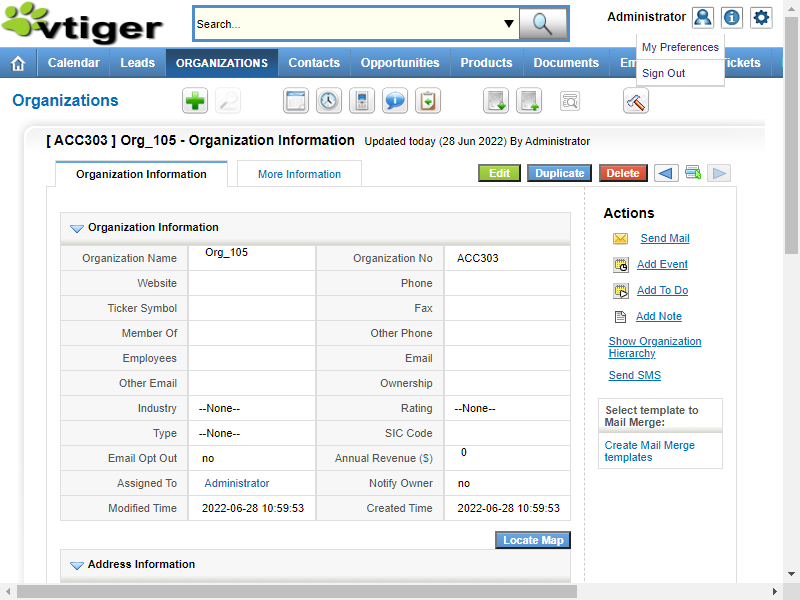 vtiger
Search...
Administrator
My Preferences
Sign Out
Calendar
Leads
ORGANIZATIONS
Contacts
Opportunities
Products
Documents
Organizations
[ ACC303 ] Org_105 - Organization Information Updated today (28 Jun 2022) By Administrator
Organization Information
More Information
Edit
Duplicate
Delete
Organization Information
Organization Name Org_105 Organization No ACC303
Website Phone
Ticker Symbol Fax
Member Of Other Phone
Employees Email
Other Email Ownership
Industry --None-- Rating --None--
Type --None-- SIC Code
Email Opt Out no Annual Revenue ($) 0
Assigned To Administrator Notify Owner no
Modified Time 2022-06-28 10:59:53 Created Time 2022-06-28 10:59:53
Locate Map
Address Information
Actions
Send Mail
Add Event
Add To Do
Add Note
Show Organization
Hierarchy
Send SMS
Select template to
Mail Merge:
Create Mail Merge
templates